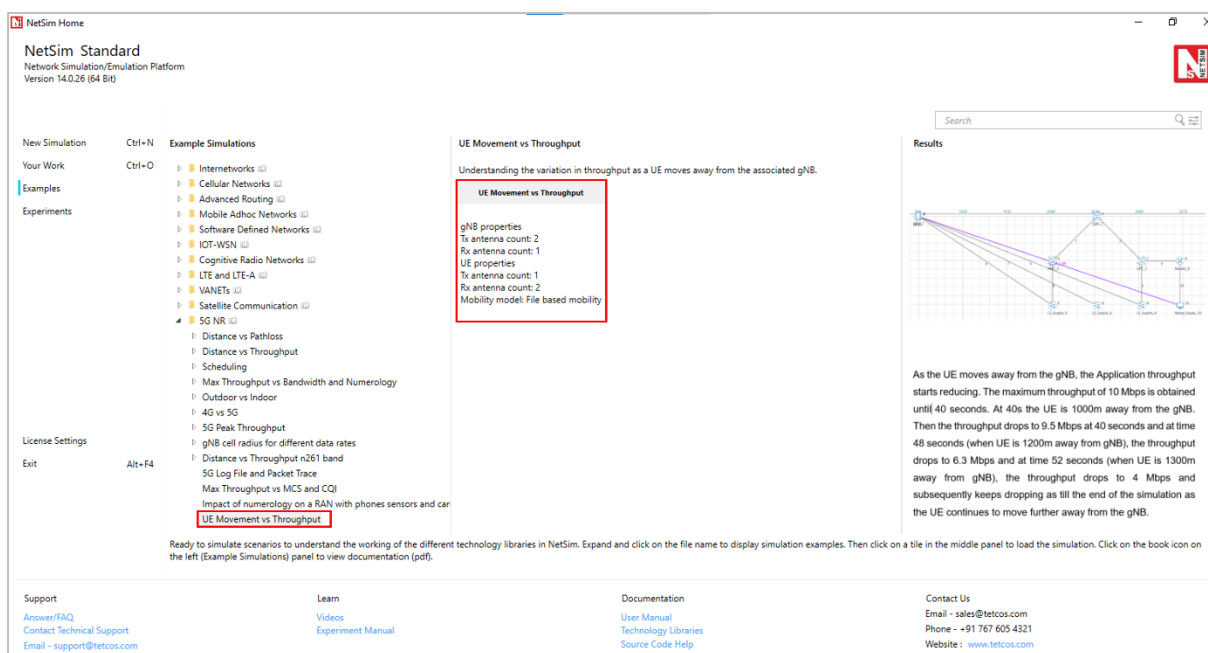 NetSim Home
NetSim Standard
Network Simulation/Emulation Platform
Version 14.0.26 (64 Bit)
NETSIM
Search
New Simulation Ctrl+N
Your Work Ctrl+O
Examples
Experiments
License Settings
Exit Alt+F4
Example Simulations
Internetworks
Cellular Networks
Advanced Routing
Mobile Adhoc Networks
Software Defined Networks
IOT-WSN
Cognitive Radio Networks
LTE and LTE-A
VANETs
Satellite Communication
5G NR
Distance vs Pathloss
Distance vs Throughput
Scheduling
Max Throughput vs Bandwidth and Numerology
Outdoor vs Indoor
4G vs 5G
5G Peak Throughput
gNB cell radius for different data rates
Distance vs Throughput n261 band
5G Log File and Packet Trace
Max Throughput vs MCS and CQI
Impact of numerology on a RAN with phones sensors and car
UE Movement vs Throughput
UE Movement vs Throughput
Understanding the variation in throughput as a UE moves away from the associated gNB.
UE Movement vs Throughput
gNB properties
Tx antenna count: 2
Rx antenna count: 1
UE properties
Tx antenna count: 1
Rx antenna count: 2
Mobility model: File based mobility
Results
As the UE moves away from the gNB, the Application throughput
starts reducing. The maximum throughput of 10 Mbps is obtained
until 40 seconds. At 40s the UE is 1000m away from the gNB.
Then the throughput drops to 9.5 Mbps at 40 seconds and at time
48 seconds (when UE is 1200m away from gNB), the throughput
drops to 6.3 Mbps and at time 52 seconds (when UE is 1300m
away from gNB), the throughput drops to 4 Mbps and
subsequently keeps dropping as till the end of the simulation as
the UE continues to move further away from the gNB.
Ready to simulate scenarios to understand the working of the different technology libraries in NetSim. Expand and click on the file name to display simulation examples. Then click on a tile in the middle panel to load the simulation. Click on the book icon on
the left (Example Simulations) panel to view documentation (pdf).
Support
Answer/FAQ
Contact Technical Support
Email - support@tetcos.com
Learn
Videos
Experiment Manual
Documentation
User Manual
Technology Libraries
Source Code Help
Contact Us
Email - sales@tetcos.com
Phone - +91 767 605 4321
Website : www.tetcos.com